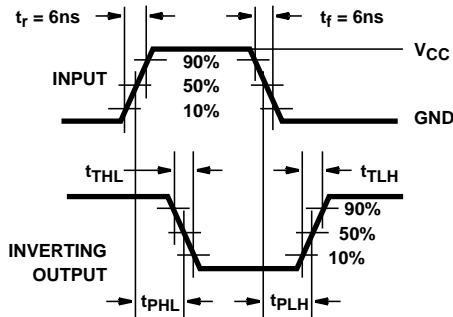 tr = 6ns
tf = 6ns
VCC
90%
INPUT
50%
10%
GND
tTHL
tTLH
90%
50%
INVERTING
OUTPUT
10%
tPHL
tPLH